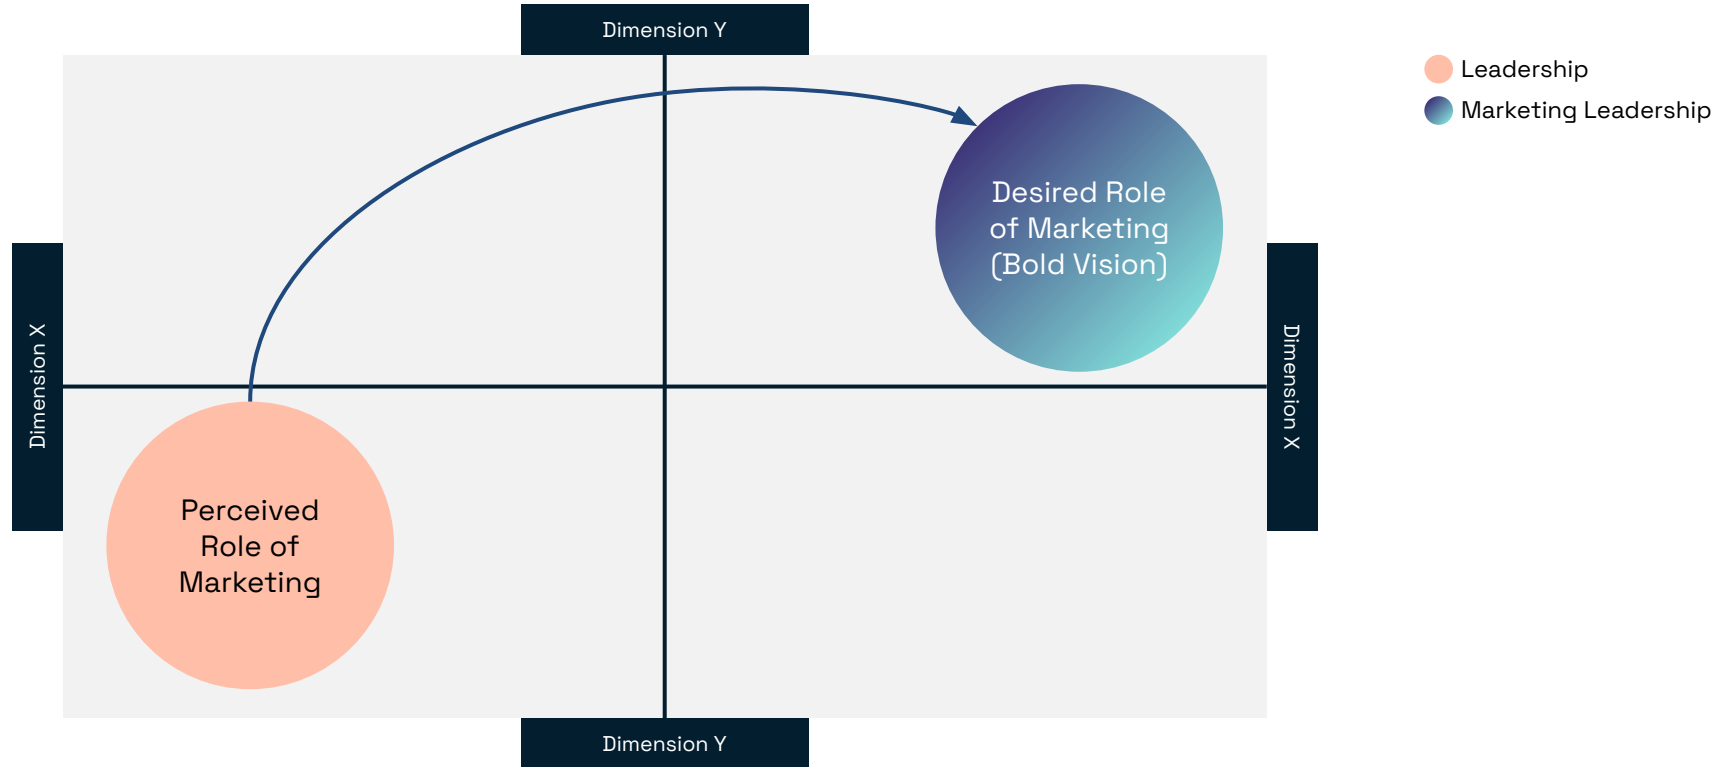 Dimension Y
Leadership
Marketing Leadership
Desired Role
of Marketing
(Bold Vision)
Dimension X
Dimension X
Perceived
Role of
Marketing
Dimension Y